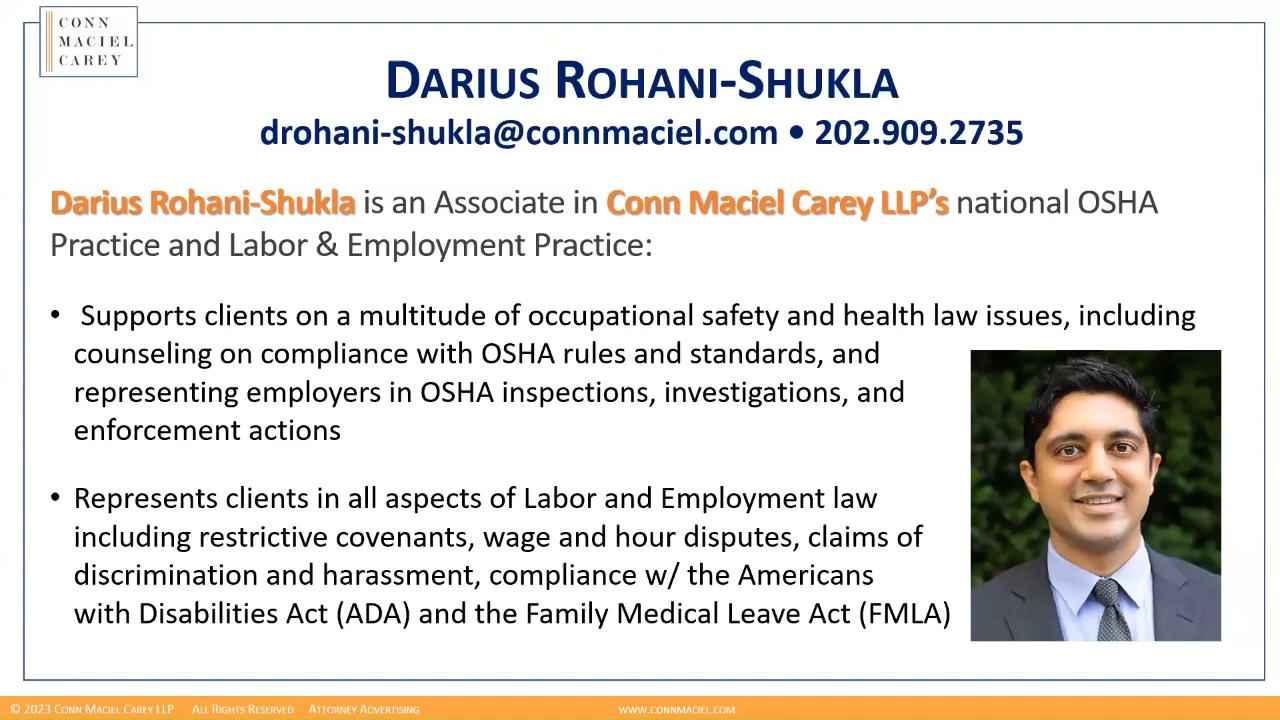 CONN
MACIEL
CAREY
DARIUS ROHANI-SHUKLA
drohani-shukla@connmaciel.com • 202.909.2735
Darius Rohani-Shukla is an Associate in Conn Maciel Carey LLP’s national OSHA
Practice and Labor & Employment Practice:
• Supports clients on a multitude of occupational safety and health law issues, including
counseling on compliance with OSHA rules and standards, and
representing employers in OSHA inspections, investigations, and
enforcement actions
• Represents clients in all aspects of Labor and Employment law
including restrictive covenants, wage and hour disputes, claims of
discrimination and harassment, compliance w/ the Americans
with Disabilities Act (ADA) and the Family Medical Leave Act (FMLA)
© 2023 CONN MACIEL CAREY LLP ALL RIGHTS RESERVED ATTORNEY ADVERTISING WWW.CONNMACIEL.COM